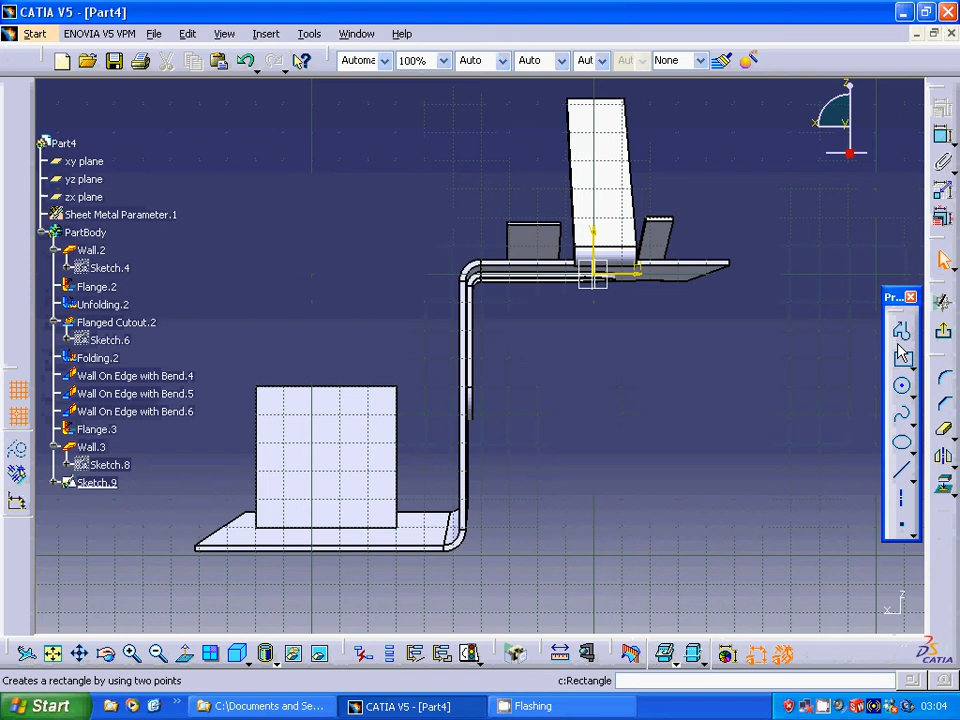 CATIA V5 - [Part4]
Start ENOVIA V5 VPM File Edit View Insert Tools Window Help
Automa 100% Auto Auto Aut Aut None
Part4
xy plane
yz plane
zx plane
Sheet Metal Parameter.1
PartBody
Wall.2
Sketch.4
Flange.2
Unfolding.2
Flanged Cutout.2
Sketch.6
Folding.2
Wall On Edge with Bend.4
Wall On Edge with Bend.5
Wall On Edge with Bend.6
Flange.3
Wall.3
Sketch.8
Sketch.9
z
x
y
Pr...
z
x
CATIA
Creates a rectangle by using two points c:Rectangle
Start C:\Documents and Se... CATIA V5 - [Part4] Flashing 03:04